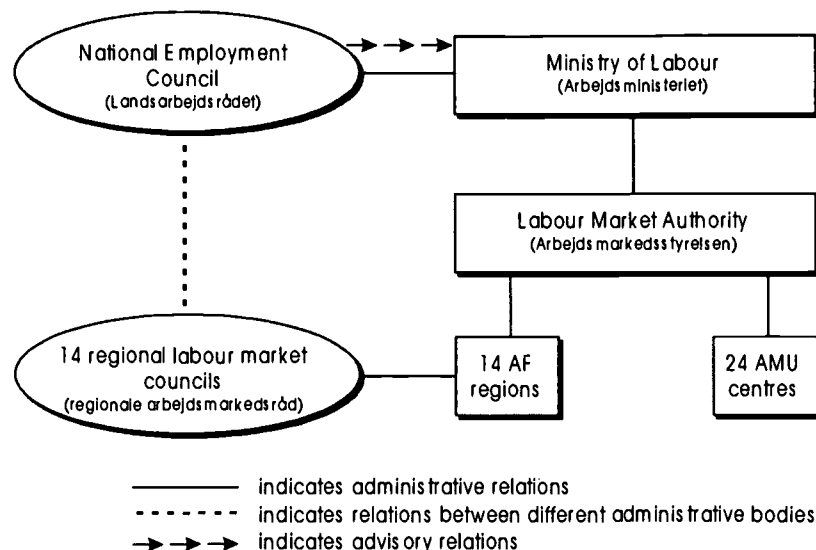 National Employment
Council
(Landsarbejdsrådet)
Ministry of Labour
(Arbejdsministeriet)
Labour Market Authority
(Arbejdsmarkedsstyrelsen)
14 regional labour market
councils
(regionale arbejdsmarkedsråd)
14 AF
regions
24 AMU
centres
indicates administrative relations
indicates relations between different administrative bodies
indicates advisory relations